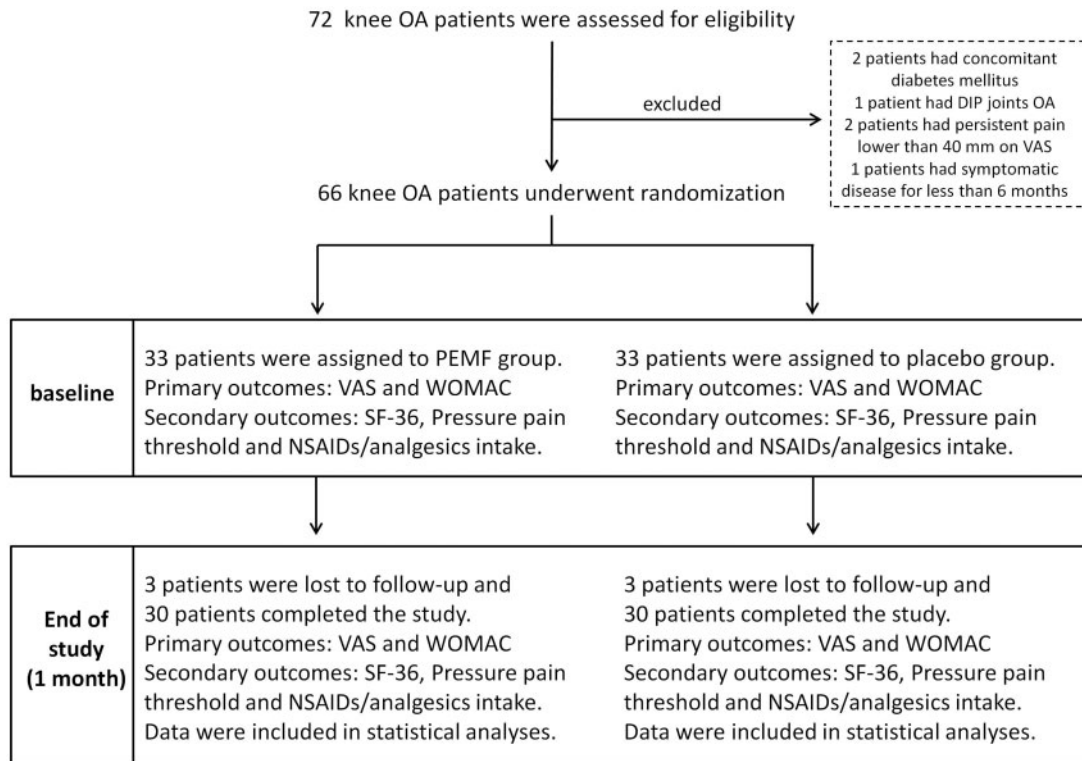 72 knee OA patients were assessed for eligibility
excluded
2 patients had concomitant
diabetes mellitus
1 patient had DIP joints OA
2 patients had persistent pain
lower than 40 mm on VAS
1 patients had symptomatic
disease for less than 6 months
66 knee OA patients underwent randomization
baseline
33 patients were assigned to PEMF group.
Primary outcomes: VAS and WOMAC
Secondary outcomes: SF-36, Pressure pain
threshold and NSAIDs/analgesics intake.
33 patients were assigned to placebo group.
Primary outcomes: VAS and WOMAC
Secondary outcomes: SF-36, Pressure pain
threshold and NSAIDs/analgesics intake.
End of
study
(1 month)
3 patients were lost to follow-up and
30 patients completed the study.
Primary outcomes: VAS and WOMAC
Secondary outcomes: SF-36, Pressure pain
threshold and NSAIDs/analgesics intake.
Data were included in statistical analyses.
3 patients were lost to follow-up and
30 patients completed the study.
Primary outcomes: VAS and WOMAC
Secondary outcomes: SF-36, Pressure pain
threshold and NSAIDs/analgesics intake.
Data were included in statistical analyses.